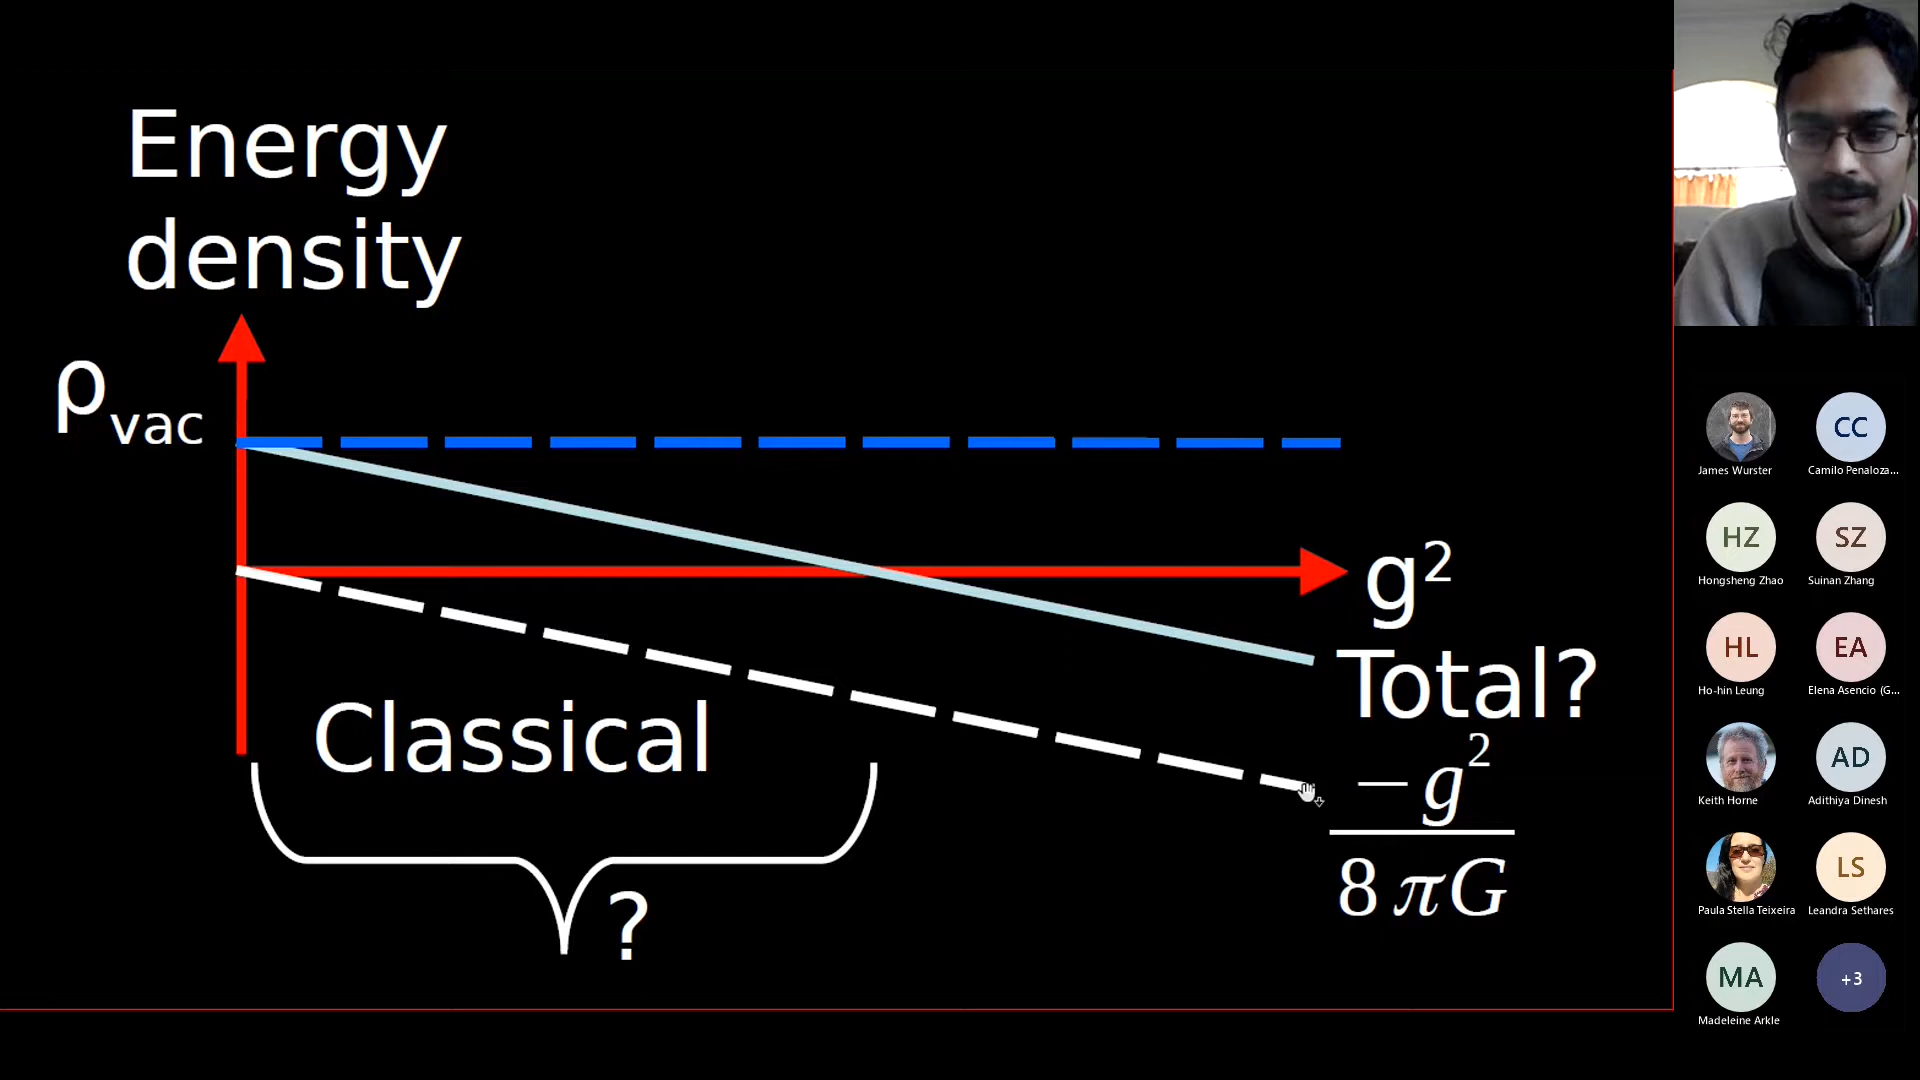 Energy
density
ρvac
g²
Total?
−g²
8πG
Classical
?
James Wurster
CC
Camilo Penaloza...
HZ
Hongsheng Zhao
SZ
Suinan Zhang
HL
Ho-hin Leung
EA
Elena Asencio (G...
Keith Horne
AD
Adithiya Dinesh
Paula Stella Teixeira
LS
Leandra Sethares
MA
Madeleine Arkle
+3